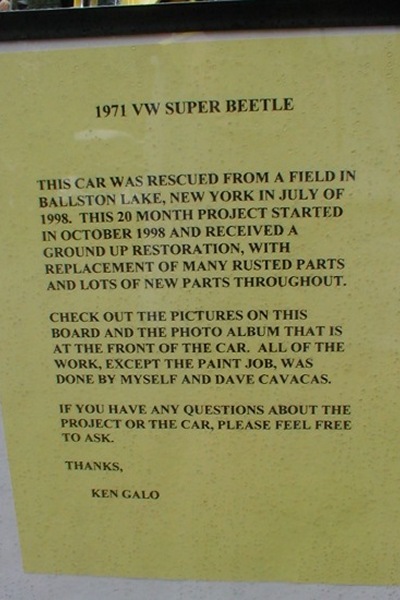 1971 VW SUPER BEETLE
THIS CAR WAS RESCUED FROM A FIELD IN
BALLSTON LAKE, NEW YORK IN JULY OF
1998. THIS 20 MONTH PROJECT STARTED
IN OCTOBER 1998 AND RECEIVED A
GROUND UP RESTORATION, WITH
REPLACEMENT OF MANY RUSTED PARTS
AND LOTS OF NEW PARTS THROUGHOUT.
CHECK OUT THE PICTURES ON THIS
BOARD AND THE PHOTO ALBUM THAT IS
AT THE FRONT OF THE CAR. ALL OF THE
WORK, EXCEPT THE PAINT JOB, WAS
DONE BY MYSELF AND DAVE CAVACAS.
IF YOU HAVE ANY QUESTIONS ABOUT THE
PROJECT OR THE CAR, PLEASE FEEL FREE
TO ASK.
THANKS,
KEN GALO